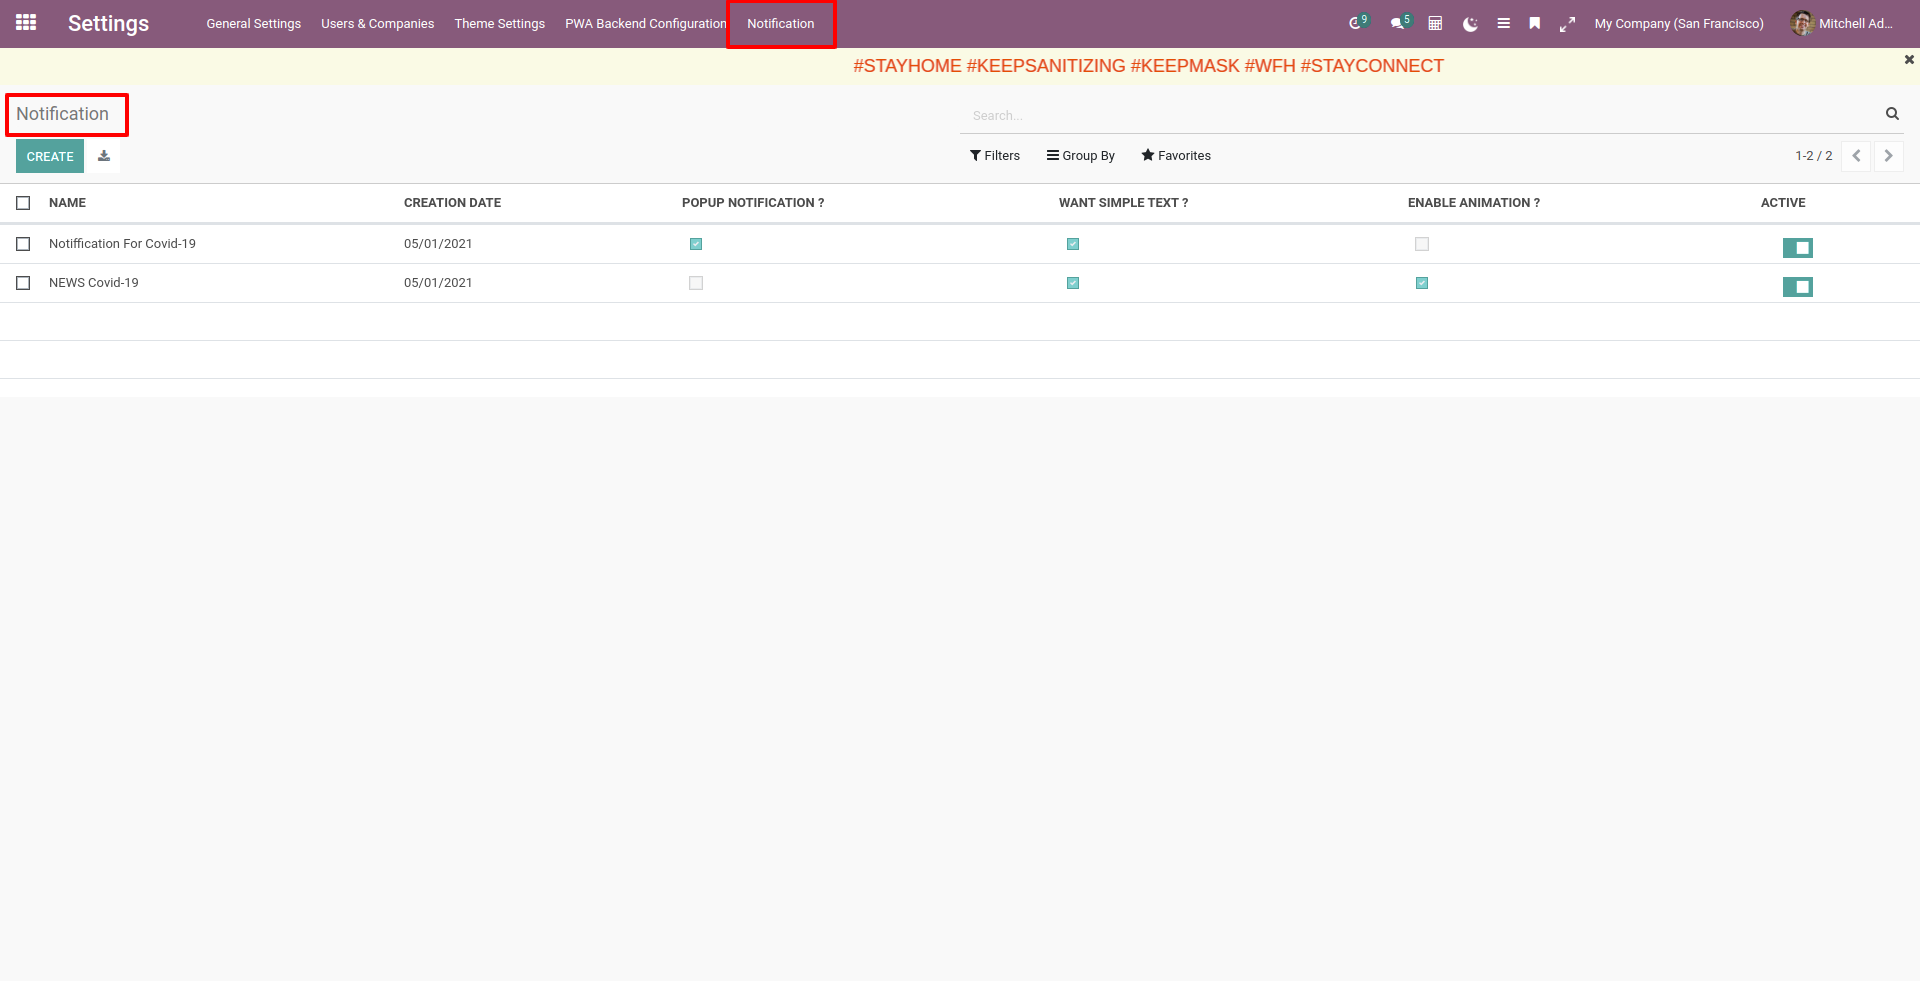 Settings General Settings Users & Companies Theme Settings PWA Backend Configuration Notification 9 5 My Company (San Francisco) Mitchell Ad...
#STAYHOME #KEEPSANITIZING #KEEPMASK #WFH #STAYCONNECT
Notification
Search...
CREATE
Filters Group By Favorites 1-2 / 2
NAME CREATION DATE POPUP NOTIFICATION ? WANT SIMPLE TEXT ? ENABLE ANIMATION ? ACTIVE
Notiffication For Covid-19 05/01/2021
NEWS Covid-19 05/01/2021